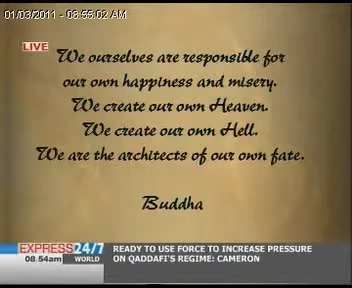 01/03/2011 - 08:55:02 AM
LIVE
We ourselves are responsible for
our own happiness and misery.
We create our own Heaven.
We create our own Hell.
We are the architects of our own fate.
Buddha
EXPRESS 24/7
08.54am WORLD
READY TO USE FORCE TO INCREASE PRESSURE
ON QADDAFI'S REGIME: CAMERON